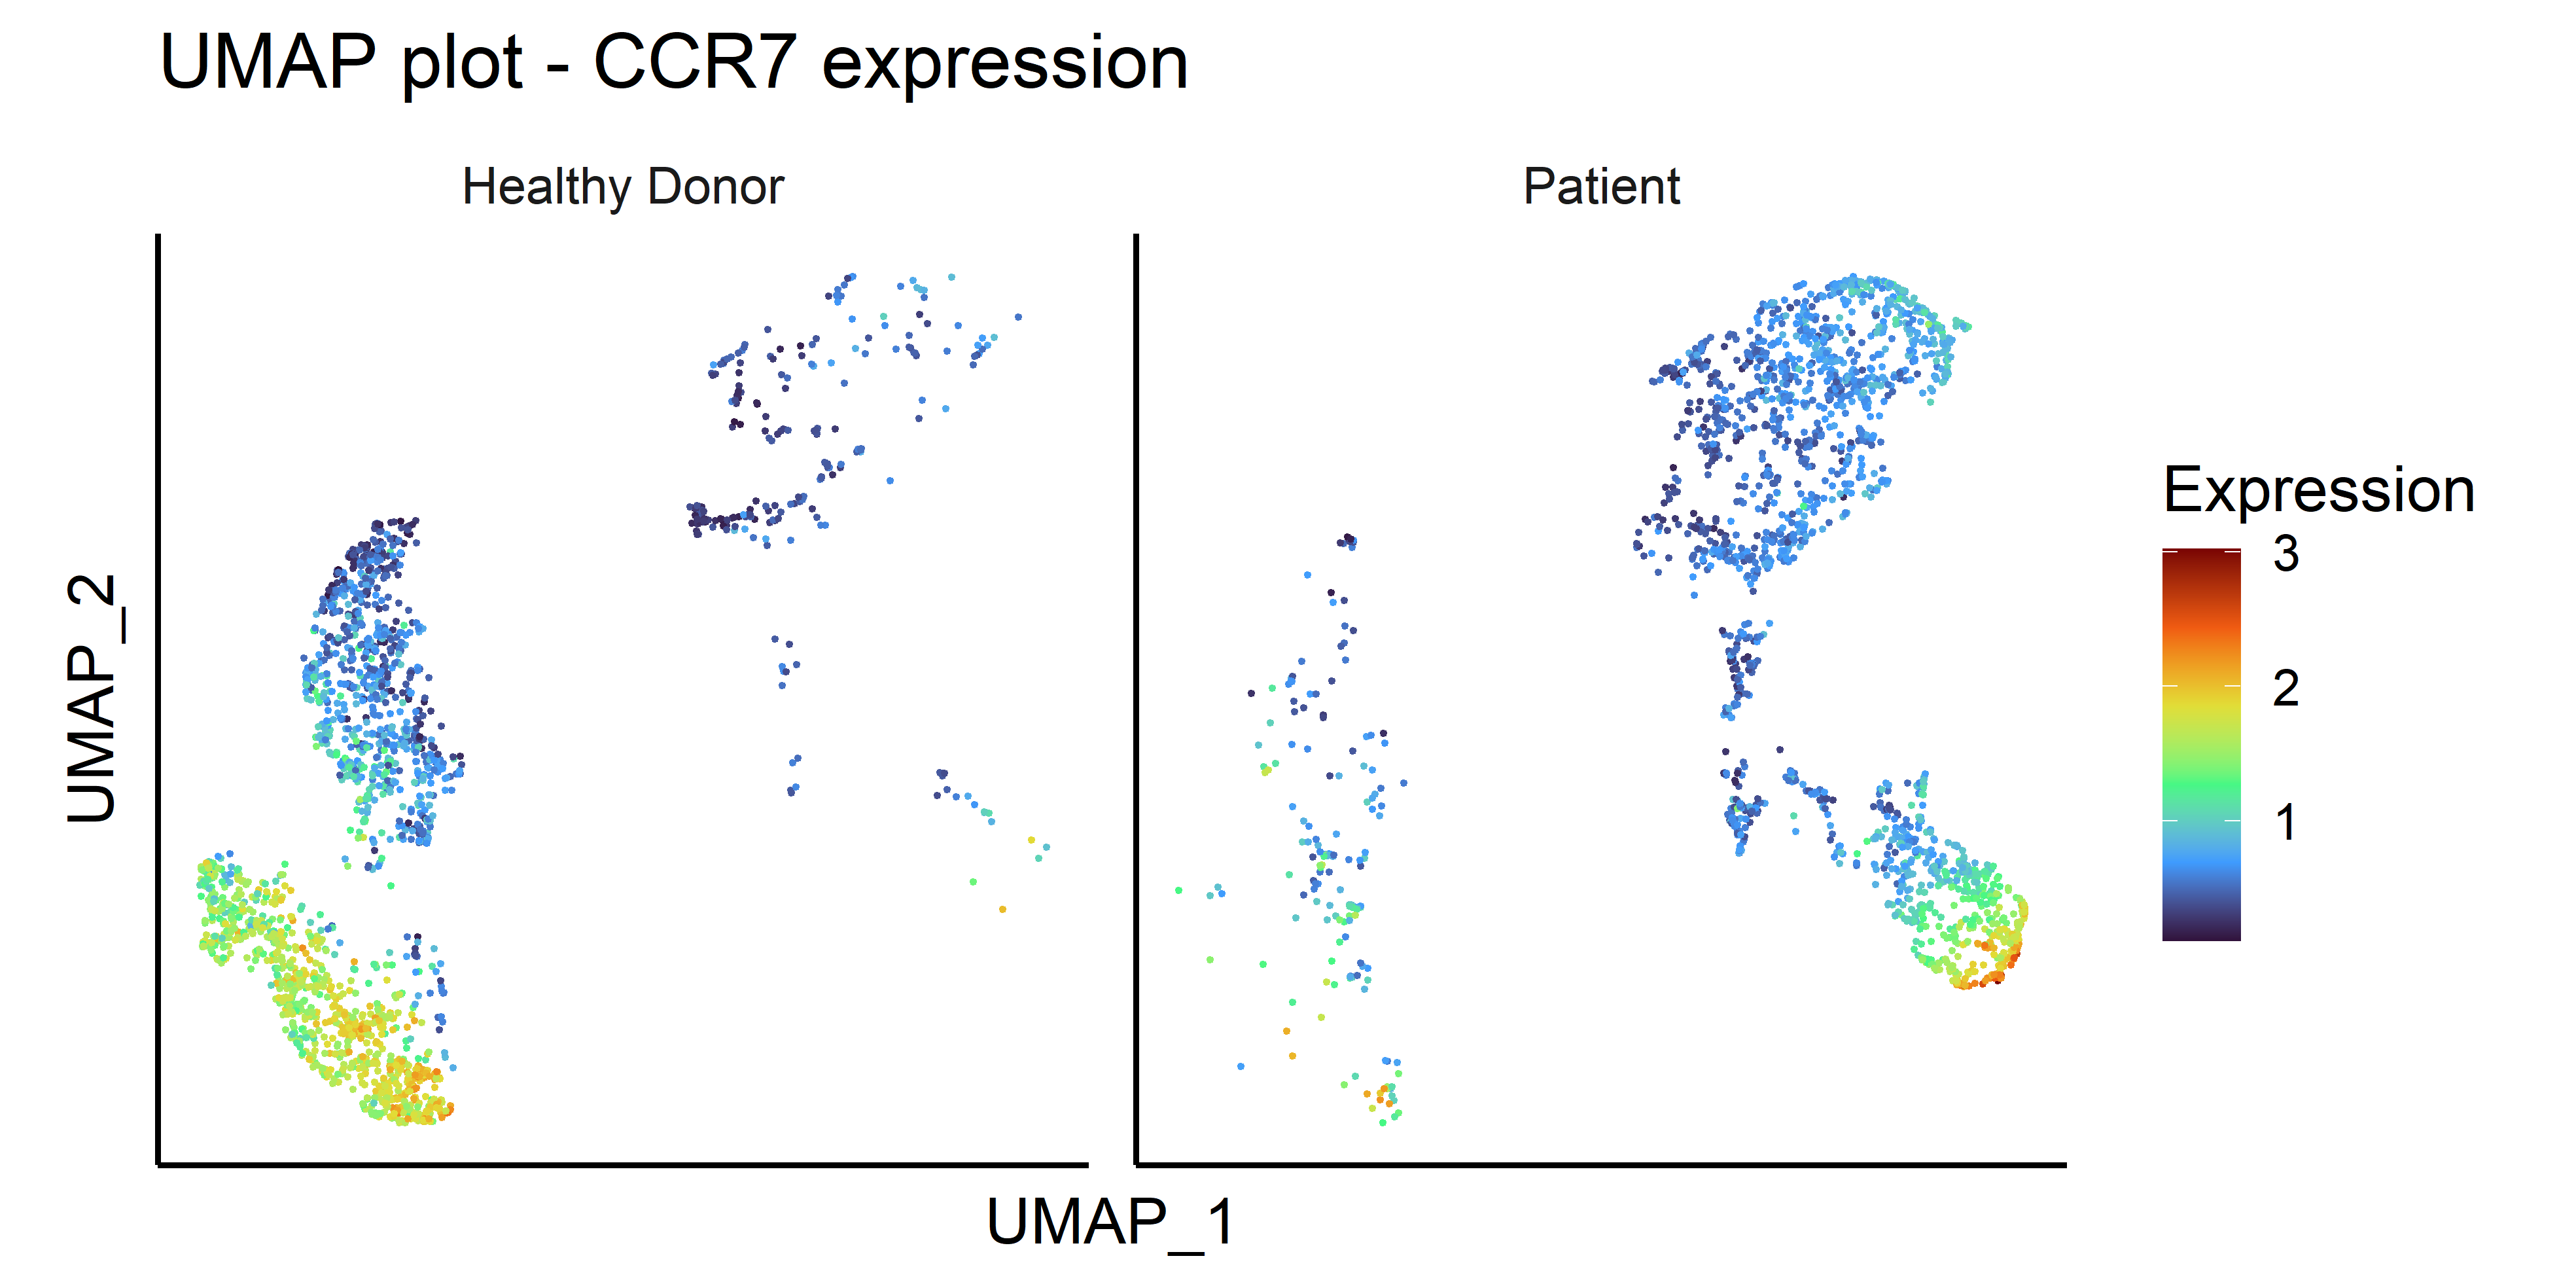 UMAP plot - CCR7 expression
Healthy Donor
Patient
UMAP_2
UMAP_1
Expression
3
2
1